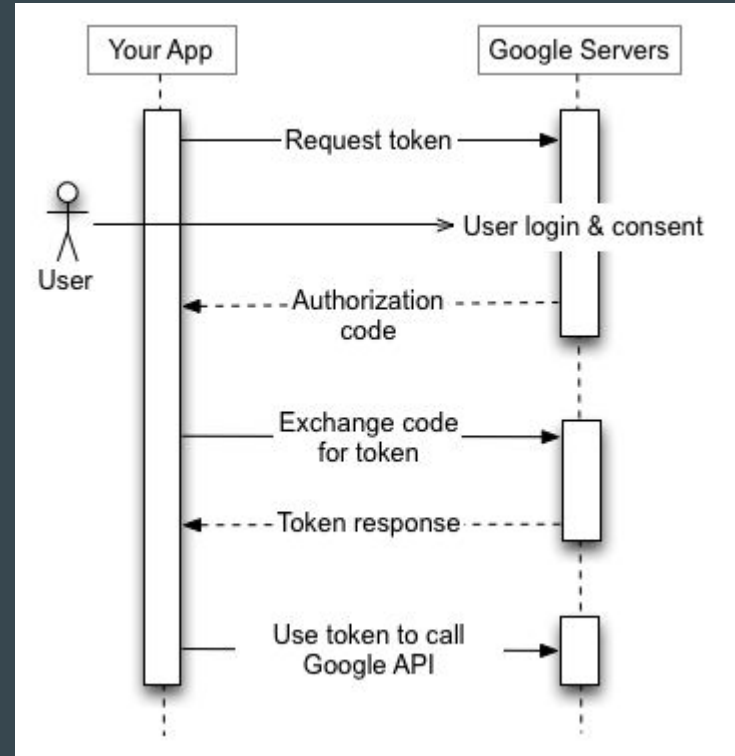 Your App
Google Servers
Request token
User login & consent
User
Authorization
code
Exchange code
for token
Token response
Use token to call
Google API